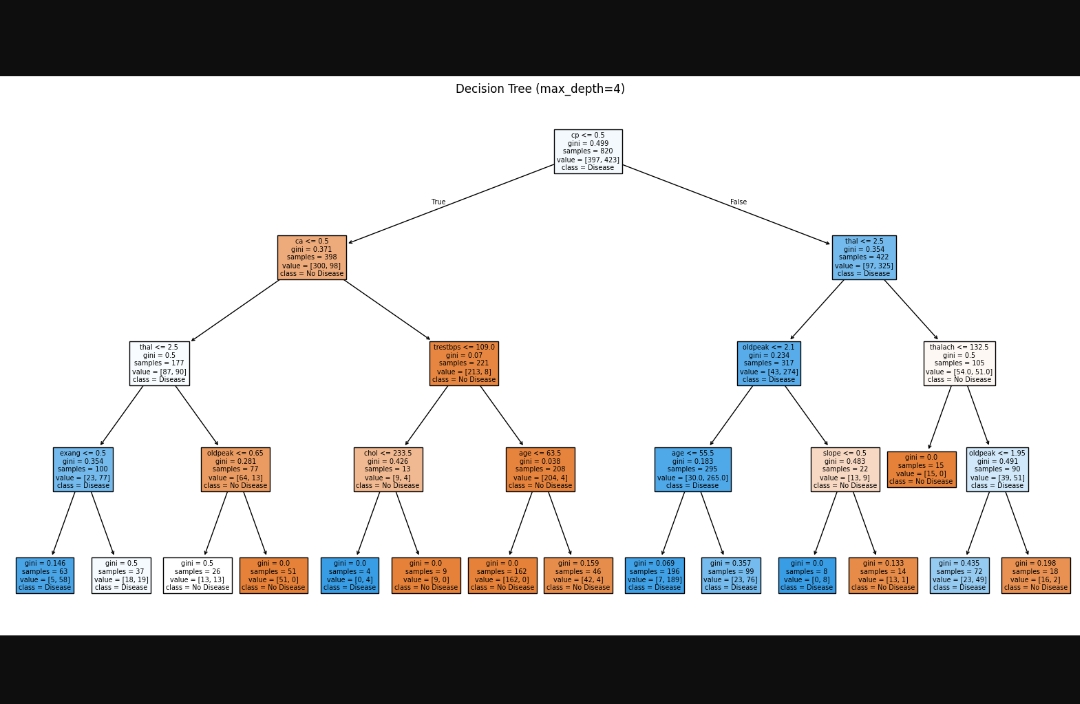 Decision Tree (max_depth=4)
cp <= 0.5
gini = 0.499
samples = 820
value = [397, 423]
class = Disease
True
False
ca <= 0.5
gini = 0.371
samples = 398
value = [300, 98]
class = No Disease
thal <= 2.5
gini = 0.354
samples = 422
value = [97, 325]
class = Disease
thal <= 2.5
gini = 0.5
samples = 177
value = [87, 90]
class = Disease
trestbps <= 109.0
gini = 0.07
samples = 221
value = [213, 8]
class = No Disease
oldpeak <= 2.1
gini = 0.234
samples = 317
value = [43, 274]
class = Disease
thalach <= 132.5
gini = 0.5
samples = 105
value = [54.0, 51.0]
class = No Disease
exang <= 0.5
gini = 0.354
samples = 100
value = [23, 77]
class = Disease
oldpeak <= 0.65
gini = 0.281
samples = 77
value = [64, 13]
class = No Disease
chol <= 233.5
gini = 0.426
samples = 13
value = [9, 4]
class = No Disease
age <= 63.5
gini = 0.038
samples = 208
value = [204, 4]
class = No Disease
age <= 55.5
gini = 0.183
samples = 295
value = [30.0, 265.0]
class = Disease
slope <= 0.5
gini = 0.483
samples = 22
value = [13, 9]
class = No Disease
gini = 0.0
samples = 15
value = [15, 0]
class = No Disease
oldpeak <= 1.95
gini = 0.491
samples = 90
value = [39, 51]
class = Disease
gini = 0.146
samples = 63
value = [5, 58]
class = Disease
gini = 0.5
samples = 37
value = [18, 19]
class = Disease
gini = 0.5
samples = 26
value = [13, 13]
class = No Disease
gini = 0.0
samples = 51
value = [51, 0]
class = No Disease
gini = 0.0
samples = 4
value = [0, 4]
class = Disease
gini = 0.0
samples = 9
value = [9, 0]
class = No Disease
gini = 0.0
samples = 162
value = [162, 0]
class = No Disease
gini = 0.159
samples = 46
value = [42, 4]
class = No Disease
gini = 0.069
samples = 196
value = [7, 189]
class = Disease
gini = 0.357
samples = 99
value = [23, 76]
class = Disease
gini = 0.0
samples = 8
value = [0, 8]
class = Disease
gini = 0.133
samples = 14
value = [13, 1]
class = No Disease
gini = 0.435
samples = 72
value = [23, 49]
class = Disease
gini = 0.198
samples = 18
value = [16, 2]
class = No Disease